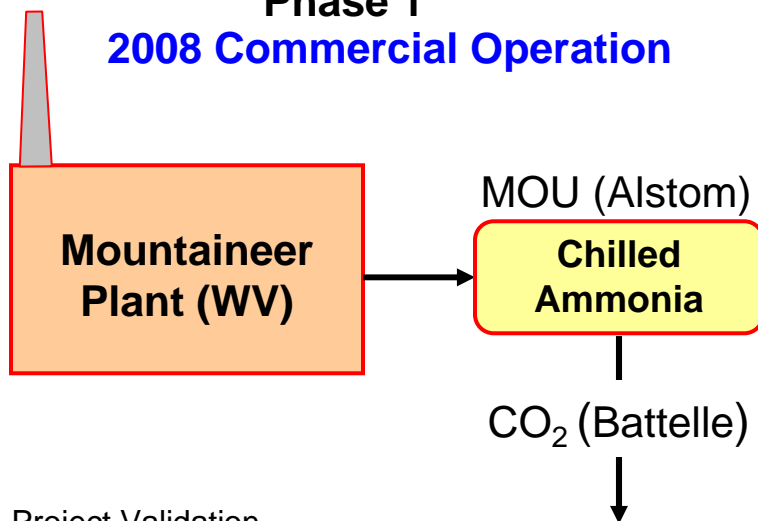 Phase 1
2008 Commercial Operation
MOU (Alstom)
Mountaineer
Plant (WV)
Chilled
Ammonia
CO₂ (Battelle)
Project Validation